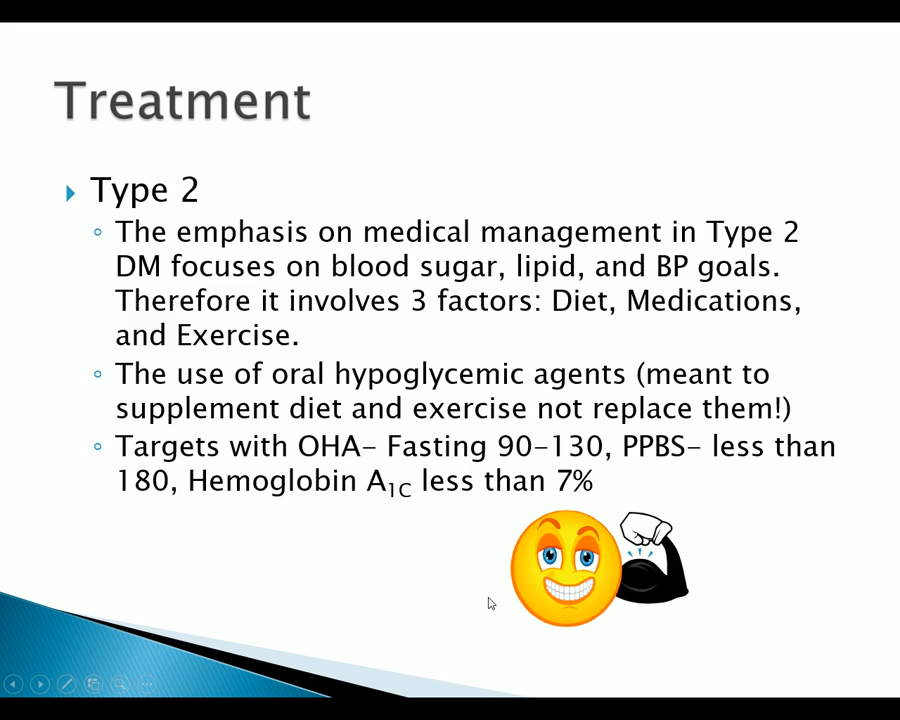 Treatment
Type 2
The emphasis on medical management in Type 2
DM focuses on blood sugar, lipid, and BP goals.
Therefore it involves 3 factors: Diet, Medications,
and Exercise.
The use of oral hypoglycemic agents (meant to
supplement diet and exercise not replace them!)
Targets with OHA- Fasting 90-130, PPBS- less than
180, Hemoglobin A1C less than 7%